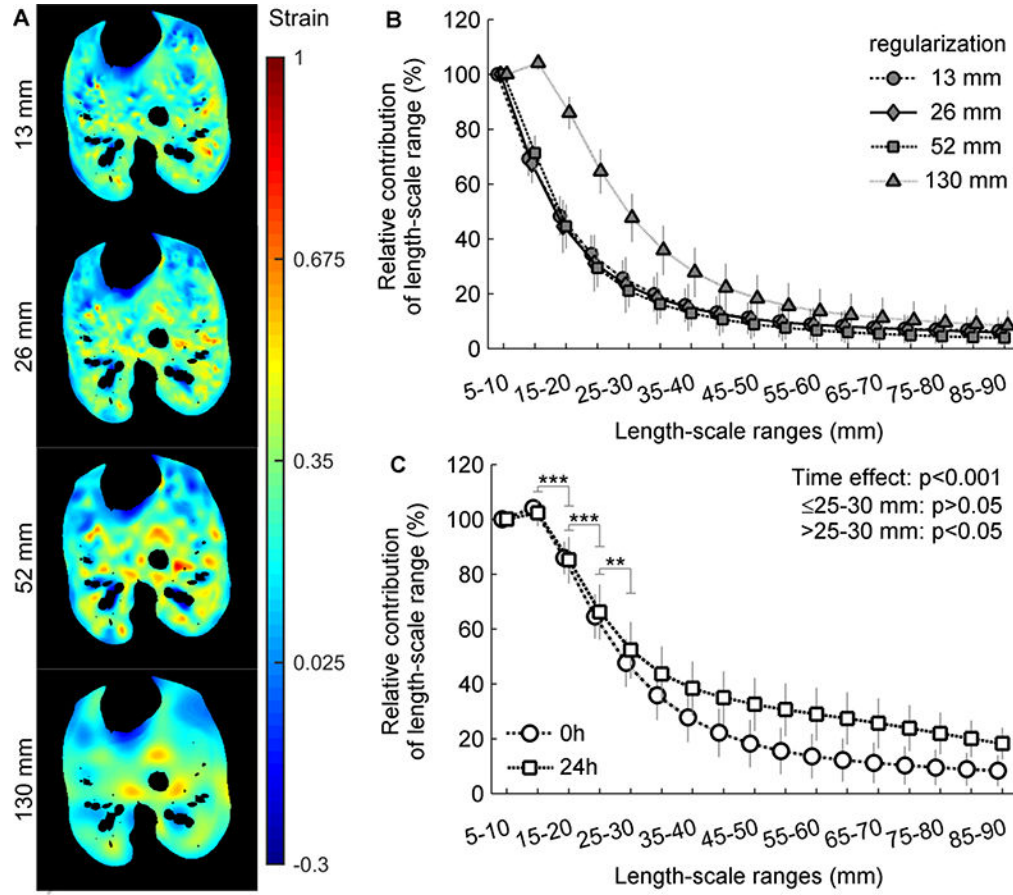 A
Strain
13 mm
26 mm
52 mm
130 mm
1
0.675
0.35
0.025
-0.3
B
Relative contribution
of length-scale range (%)
120
100
80
60
40
20
0
regularization
13 mm
26 mm
52 mm
130 mm
5-10
15-20
25-30
35-40
45-50
55-60
65-70
75-80
85-90
Length-scale ranges (mm)
C
Relative contribution
of length-scale range (%)
120
100
80
60
40
20
0
***
***
**
Time effect: p<0.001
≤25-30 mm: p>0.05
>25-30 mm: p<0.05
0h
24h
5-10
15-20
25-30
35-40
45-50
55-60
65-70
75-80
85-90
Length-scale ranges (mm)